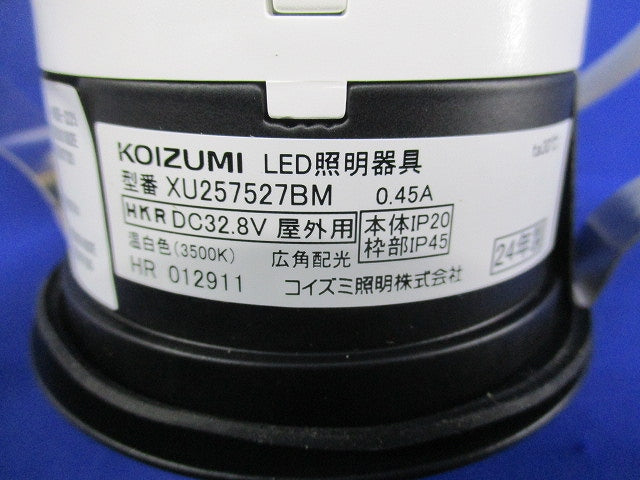 KOIZUMI LED照明器具
型番 XU257527BM 0.45A
HKR DC32.8V 屋外用 本体IP20
枠部IP45
温白色(3500K) 広角配光 24年製
HR 012911 コイズミ照明株式会社